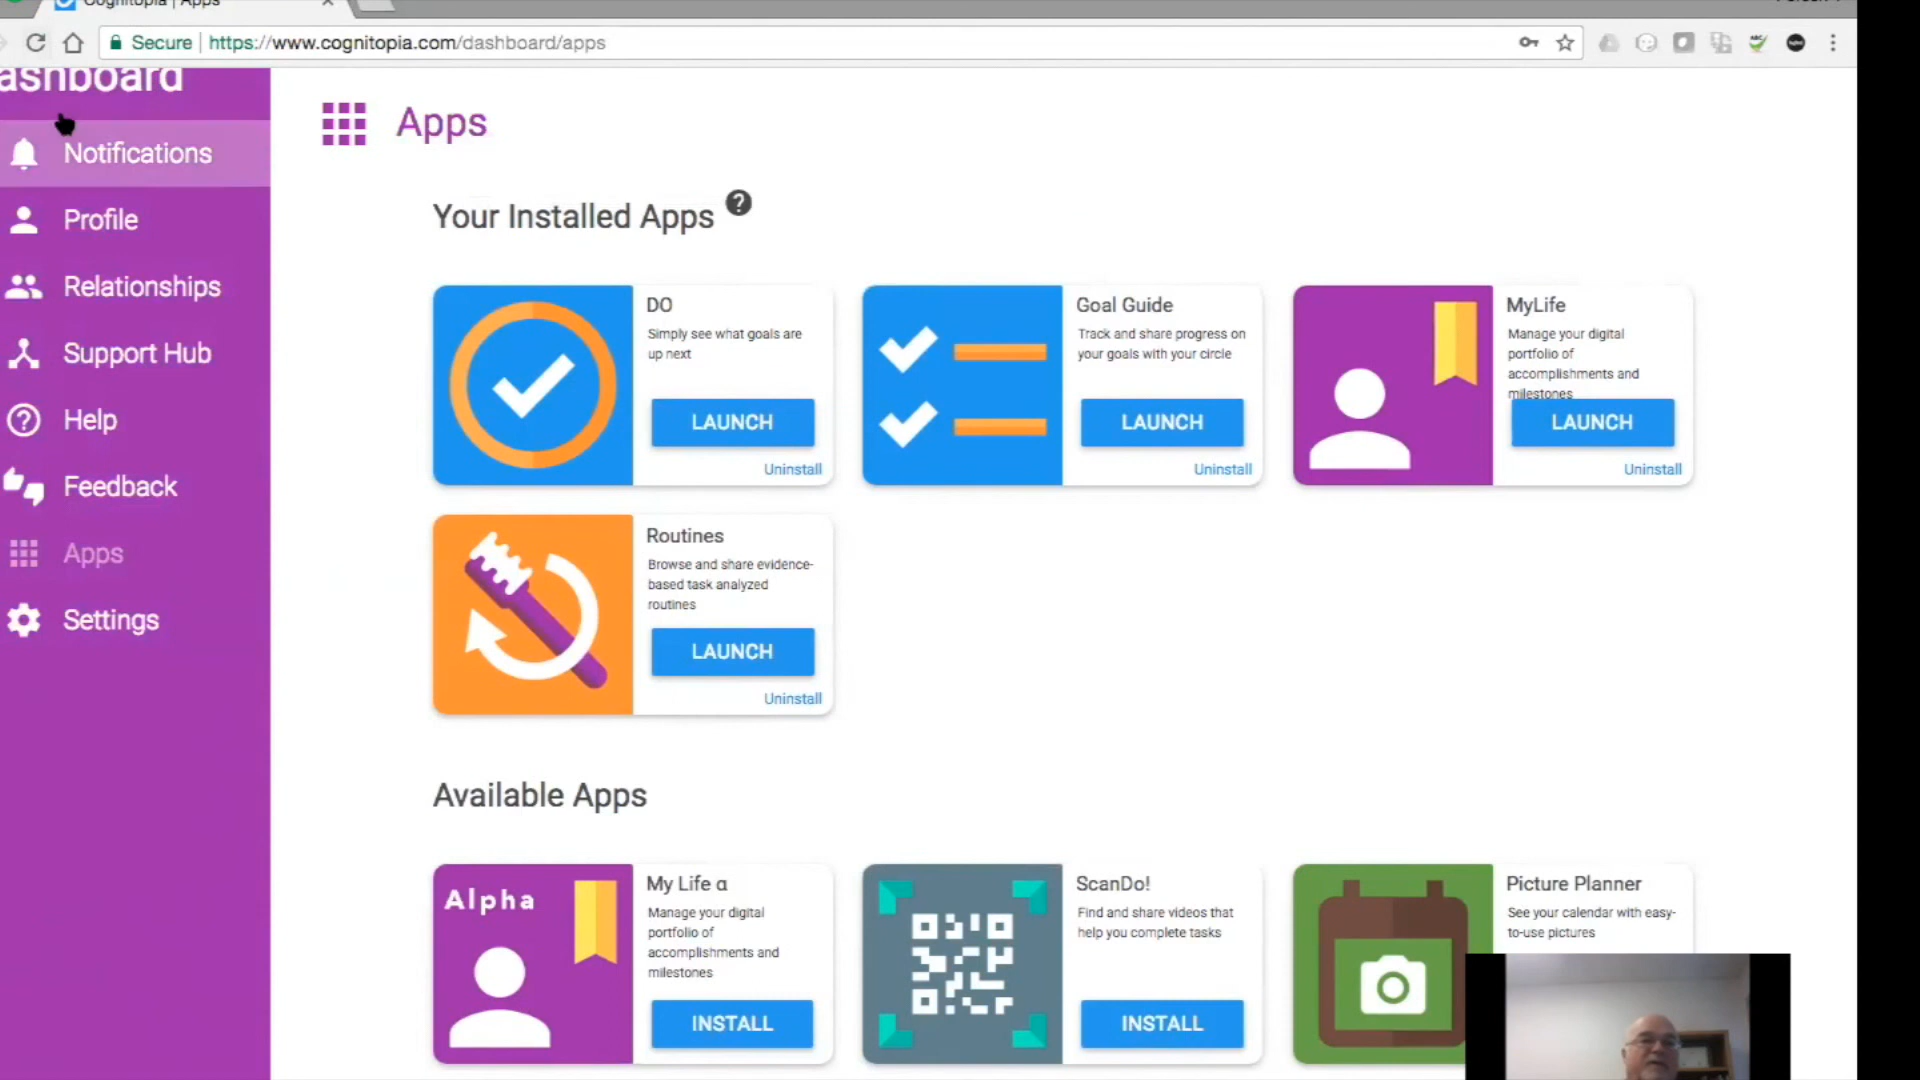 Cognitopia | Apps
Secure | https://www.cognitopia.com/dashboard/apps
ashboard
Notifications
Profile
Relationships
Support Hub
Help
Feedback
Apps
Settings
Apps
Your Installed Apps ?
DO
Simply see what goals are
up next
LAUNCH
Uninstall
Goal Guide
Track and share progress on
your goals with your circle
LAUNCH
Uninstall
MyLife
Manage your digital
portfolio of
accomplishments and
milestones
LAUNCH
Uninstall
Routines
Browse and share evidence-
based task analyzed
routines
LAUNCH
Uninstall
Available Apps
Alpha
My Life α
Manage your digital
portfolio of
accomplishments and
milestones
INSTALL
ScanDo!
Find and share videos that
help you complete tasks
INSTALL
Picture Planner
See your calendar with easy-
to-use pictures